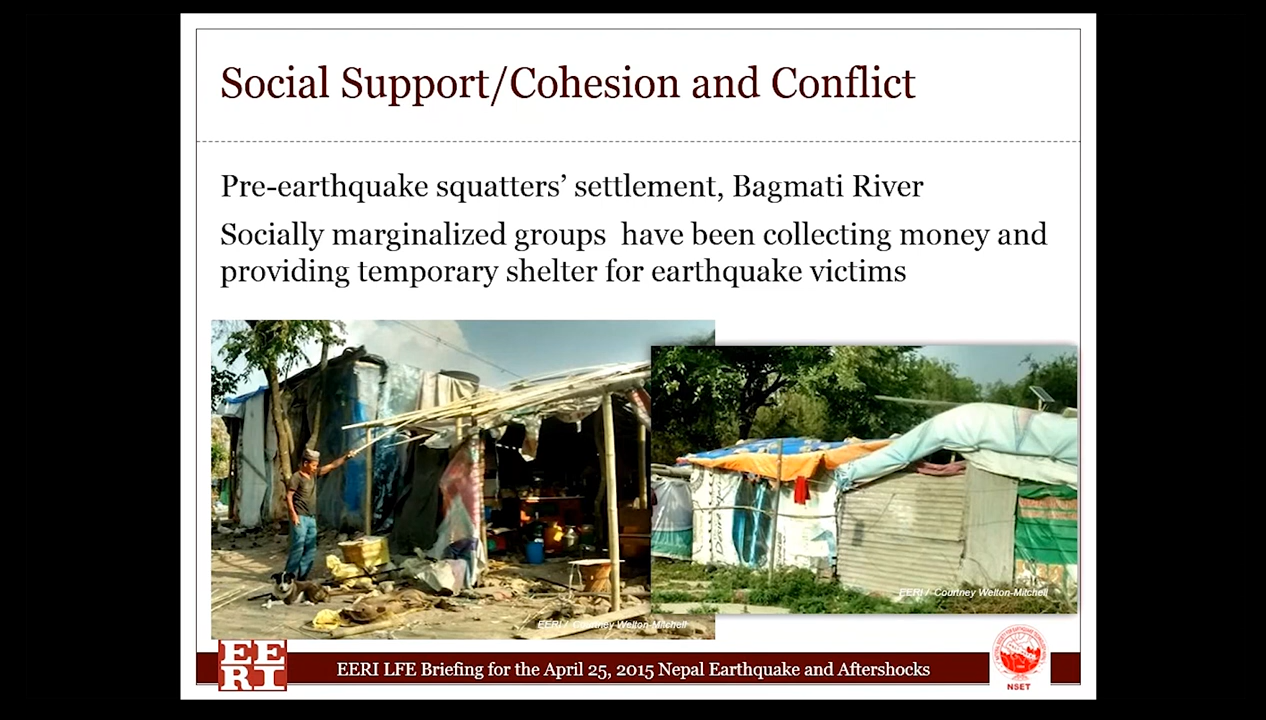 Social Support/Cohesion and Conflict
Pre-earthquake squatters’ settlement, Bagmati River
Socially marginalized groups have been collecting money and
providing temporary shelter for earthquake victims
EERI / Courtney Welton-Mitchell
EERI / Courtney Welton-Mitchell
EE
RI
EERI LFE Briefing for the April 25, 2015 Nepal Earthquake and Aftershocks
NSET